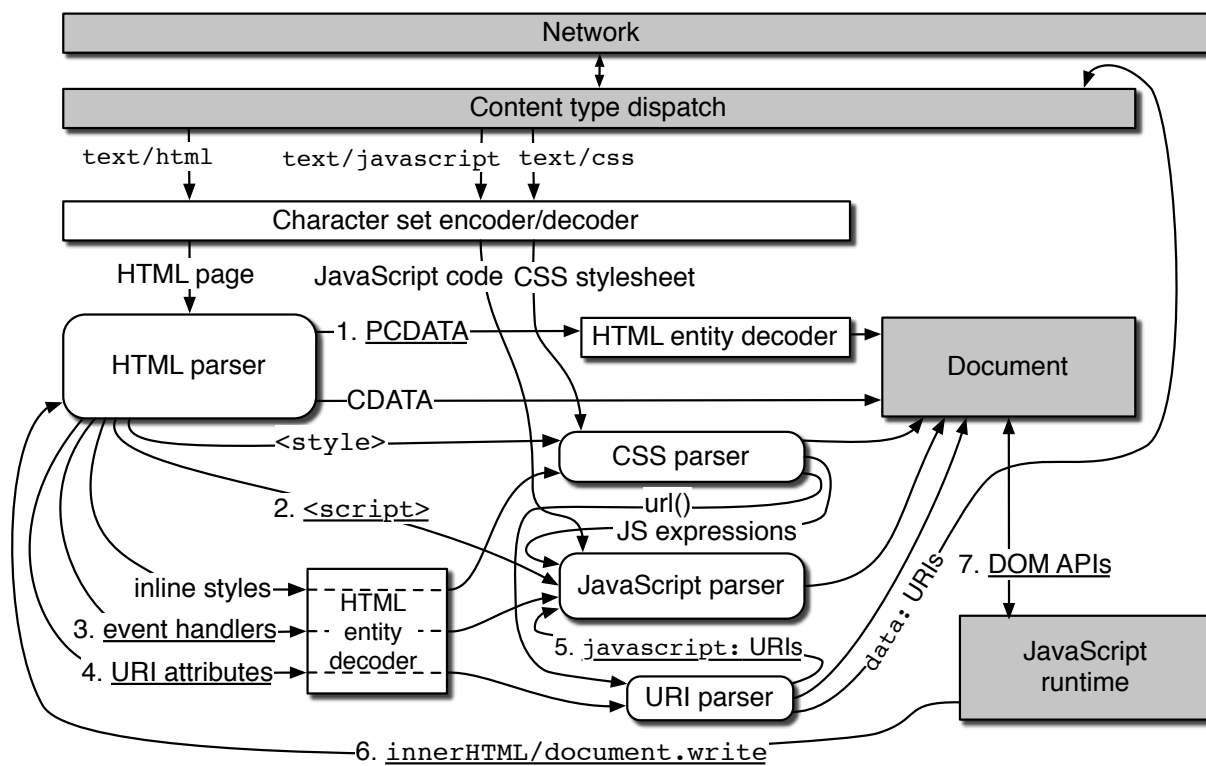 Network
Content type dispatch
text/html
text/javascript
text/css
Character set encoder/decoder
HTML page
JavaScript code
CSS stylesheet
HTML parser
1. PCDATA
HTML entity decoder
Document
CDATA
<style>
CSS parser
url()
2. <script>
JS expressions
JavaScript parser
inline styles
HTML
entity
decoder
3. event handlers
4. URI attributes
5. javascript: URIs
URI parser
data: URIs
7. DOM APIs
JavaScript
runtime
6. innerHTML/document.write